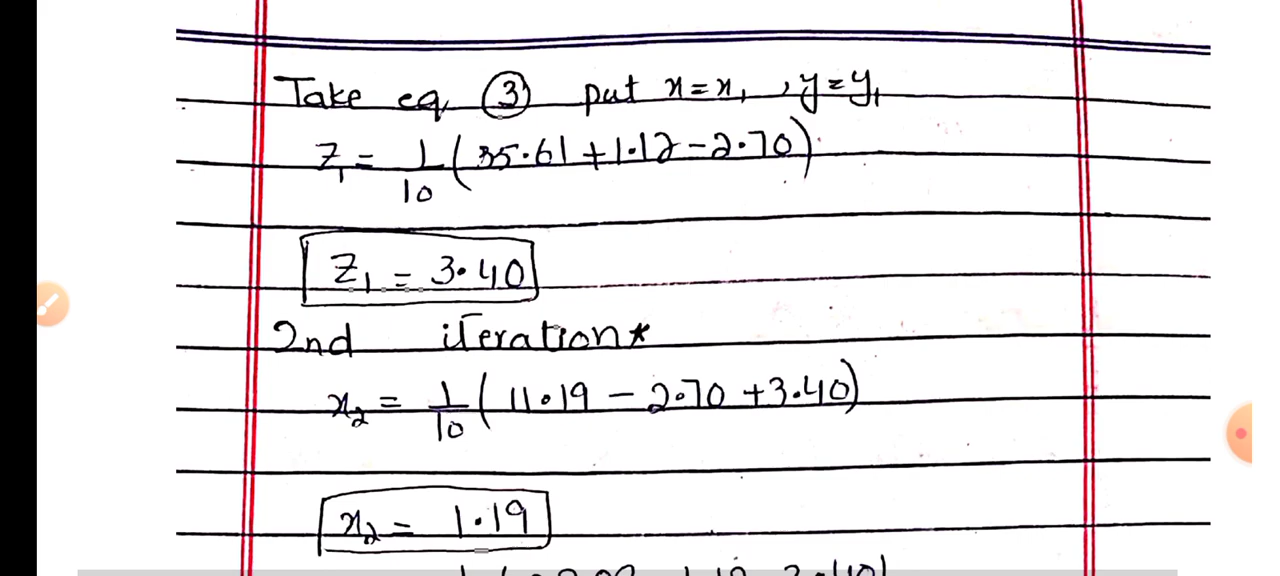 Take eq ③ put x = x₁ , y = y₁
z₁ = 1/10 (35.61 + 1.12 - 2.70)
z₁ = 3.40
2nd iteration*
x₂ = 1/10 (11.19 - 2.70 + 3.40)
x₂ = 1.19